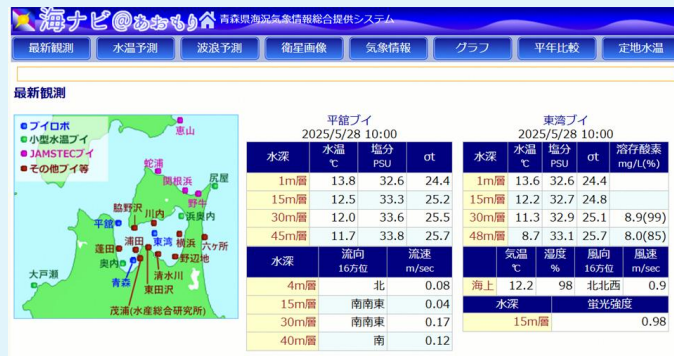 海ナビ@あおもり 青森県海況気象情報総合提供システム
最新観測 水温予測 波浪予測 衛星画像 気象情報 グラフ 平年比較 定地水温
最新観測
ブイロボ
小型水温ブイ
JAMSTECブイ
その他ブイ等
恵山
蛇浦
関根浜
尻屋
野牛
脇野沢
川内
浜奥内
平舘
蓬田
浦田
東湾
横浜
六ヶ所
奥内
野辺地
大戸瀬
青森
清水川
東田沢
茂浦(水産総合研究所)
平舘ブイ
2025/5/28 10:00
水深 水温 ℃ 塩分 PSU σt
1m層 13.8 32.6 24.4
15m層 12.5 33.3 25.2
30m層 12.0 33.6 25.5
45m層 11.7 33.8 25.7
水深 流向 16方位 流速 m/sec
4m層 北 0.08
15m層 南南東 0.04
30m層 南南東 0.17
40m層 南 0.12
東湾ブイ
2025/5/28 10:00
水深 水温 ℃ 塩分 PSU σt 溶存酸素 mg/L(%)
1m層 13.6 32.6 24.4
15m層 12.2 32.7 24.8
30m層 11.3 32.9 25.1 8.9(99)
48m層 8.7 33.1 25.7 8.0(85)
気温 ℃ 湿度 % 風向 16方位 風速 m/sec
海上 12.2 98 北北西 0.9
水深 蛍光強度
15m層 0.98